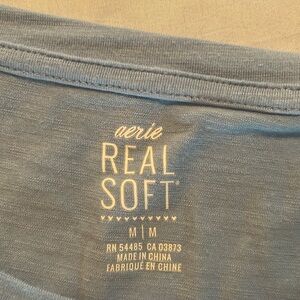 aerie
REAL
SOFT®
M | M
RN 54485 CA 03873
MADE IN CHINA
FABRIQUÉ EN CHINE